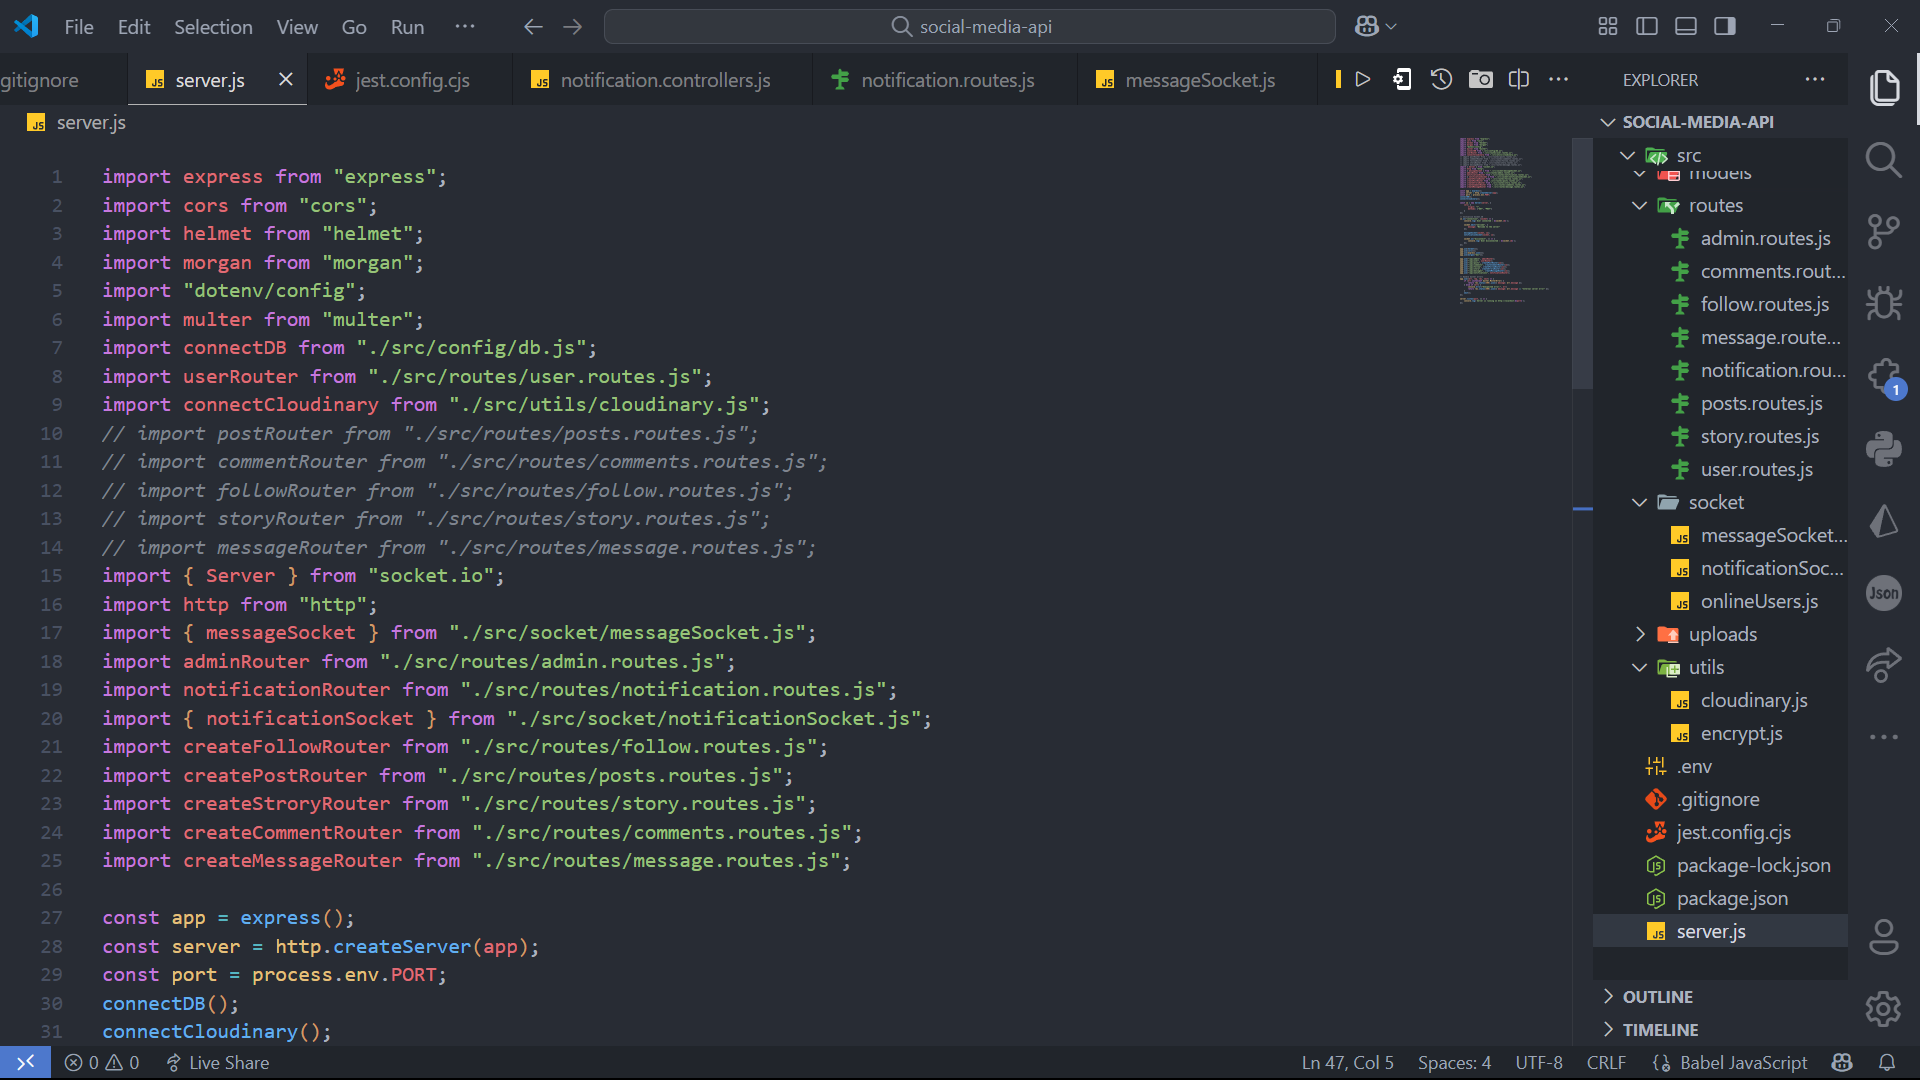 File Edit Selection View Go Run ··· social-media-api
gitignore server.js jest.config.cjs notification.controllers.js notification.routes.js messageSocket.js ··· EXPLORER ···
server.js
1 import express from "express";
2 import cors from "cors";
3 import helmet from "helmet";
4 import morgan from "morgan";
5 import "dotenv/config";
6 import multer from "multer";
7 import connectDB from "./src/config/db.js";
8 import userRouter from "./src/routes/user.routes.js";
9 import connectCloudinary from "./src/utils/cloudinary.js";
10 // import postRouter from "./src/routes/posts.routes.js";
11 // import commentRouter from "./src/routes/comments.routes.js";
12 // import followRouter from "./src/routes/follow.routes.js";
13 // import storyRouter from "./src/routes/story.routes.js";
14 // import messageRouter from "./src/routes/message.routes.js";
15 import { Server } from "socket.io";
16 import http from "http";
17 import { messageSocket } from "./src/socket/messageSocket.js";
18 import adminRouter from "./src/routes/admin.routes.js";
19 import notificationRouter from "./src/routes/notification.routes.js";
20 import { notificationSocket } from "./src/socket/notificationSocket.js";
21 import createFollowRouter from "./src/routes/follow.routes.js";
22 import createPostRouter from "./src/routes/posts.routes.js";
23 import createStroryRouter from "./src/routes/story.routes.js";
24 import createCommentRouter from "./src/routes/comments.routes.js";
25 import createMessageRouter from "./src/routes/message.routes.js";
26
27 const app = express();
28 const server = http.createServer(app);
29 const port = process.env.PORT;
30 connectDB();
31 connectCloudinary();
SOCIAL-MEDIA-API
src
models
routes
admin.routes.js
comments.rout...
follow.routes.js
message.route...
notification.rou...
posts.routes.js
story.routes.js
user.routes.js
socket
messageSocket...
notificationSoc...
onlineUsers.js
uploads
utils
cloudinary.js
encrypt.js
.env
.gitignore
jest.config.cjs
package-lock.json
package.json
server.js
OUTLINE
TIMELINE
1
Json
0 0 Live Share Ln 47, Col 5 Spaces: 4 UTF-8 CRLF Babel JavaScript